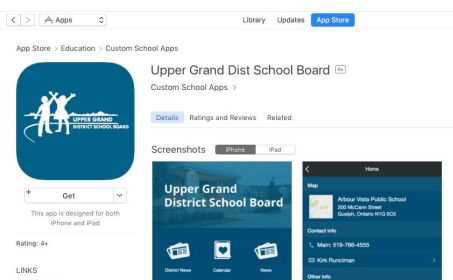 Apps
Library Updates App Store
App Store > Education > Custom School Apps
Upper Grand Dist School Board 4+
Custom School Apps >
Details Ratings and Reviews Related
Screenshots iPhone iPad
UPPER GRAND
DISTRICT SCHOOL BOARD
+ Get
This app is designed for both
iPhone and iPad
Rating: 4+
LINKS
Upper Grand
District School Board
District News Calendar News
Home
Map
Arbour Vista Public School
200 McCann Street
Guelph, Ontario N1G 0C5
Contact info
Main: 519-766-4555
Kirk Runciman
Other info